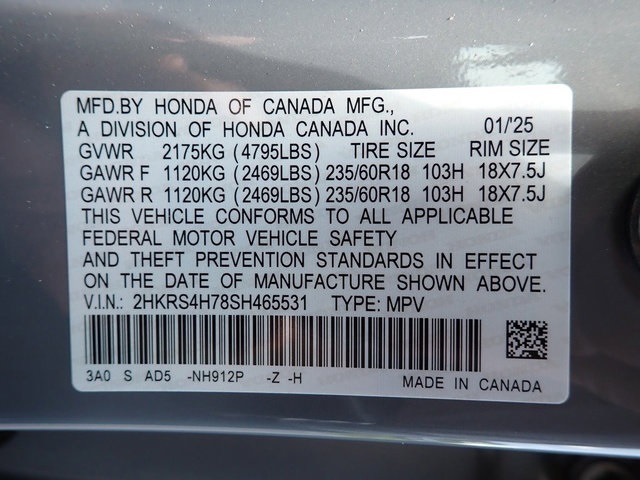 MFD.BY HONDA OF CANADA MFG.,
A DIVISION OF HONDA CANADA INC. 01/'25
GVWR 2175KG (4795LBS) TIRE SIZE RIM SIZE
GAWR F 1120KG (2469LBS) 235/60R18 103H 18X7.5J
GAWR R 1120KG (2469LBS) 235/60R18 103H 18X7.5J
THIS VEHICLE CONFORMS TO ALL APPLICABLE
FEDERAL MOTOR VEHICLE SAFETY
AND THEFT PREVENTION STANDARDS IN EFFECT
ON THE DATE OF MANUFACTURE SHOWN ABOVE.
V.I.N.: 2HKRS4H78SH465531 TYPE: MPV
3A0 S AD5 -NH912P -Z -H MADE IN CANADA